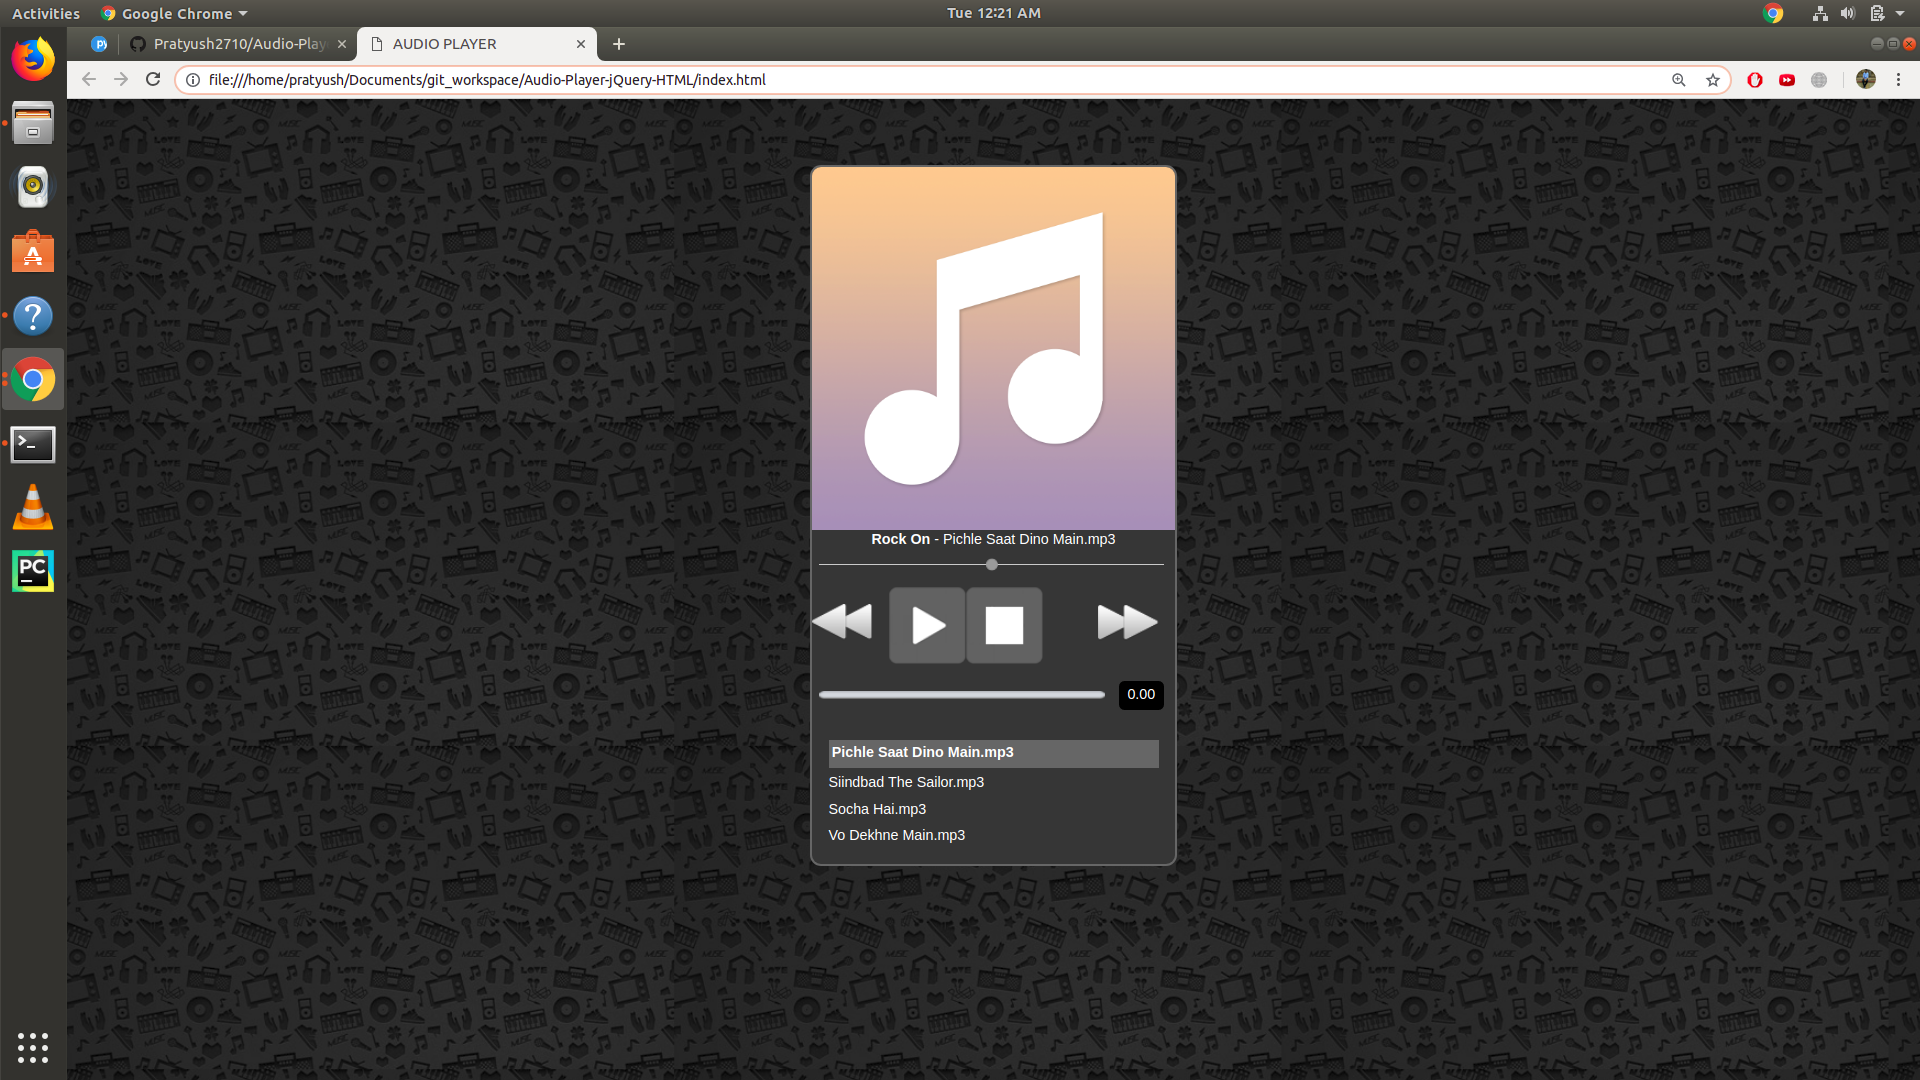 Activities
Google Chrome
Tue 12:21 AM
Pratyush2710/Audio-Play
AUDIO PLAYER
file:///home/pratyush/Documents/git_workspace/Audio-Player-jQuery-HTML/index.html
Rock On - Pichle Saat Dino Main.mp3
0.00
Pichle Saat Dino Main.mp3
Siindbad The Sailor.mp3
Socha Hai.mp3
Vo Dekhne Main.mp3
PC